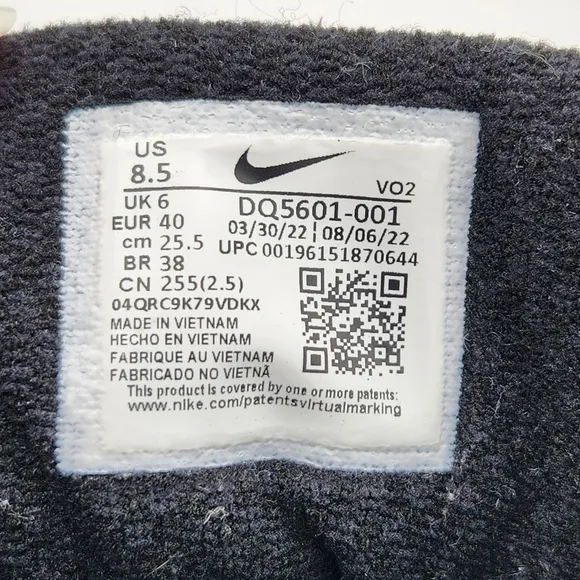 US
8.5
VO2
UK 6
DQ5601-001
EUR 40
03/30/22 | 08/06/22
cm 25.5
UPC 00196151870644
BR 38
CN 255(2.5)
04QRC9K79VDKX
MADE IN VIETNAM
HECHO EN VIETNAM
FABRIQUE AU VIETNAM
FABRICADO NO VIETNÃ
This product is covered by one or more patents:
www.nike.com/patentsvirtualmarking